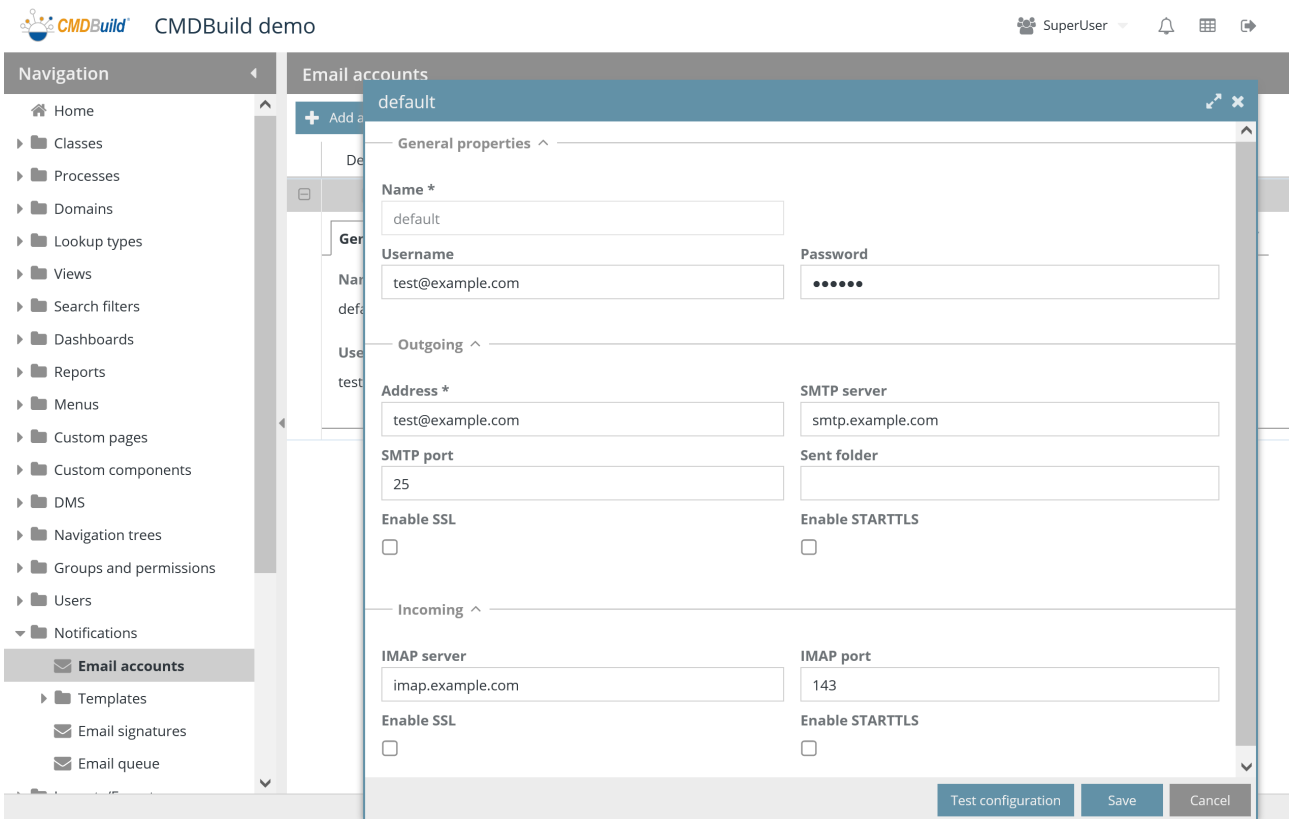 CMDBuild CMDBuild demo SuperUser
Navigation
Home
Classes
Processes
Domains
Lookup types
Views
Search filters
Dashboards
Reports
Menus
Custom pages
Custom components
DMS
Navigation trees
Groups and permissions
Users
Notifications
Email accounts
Templates
Email signatures
Email queue
Email accounts
default
General properties
Name *
default
Username Password
test@example.com ••••••
Outgoing
Address * SMTP server
test@example.com smtp.example.com
SMTP port Sent folder
25
Enable SSL Enable STARTTLS
Incoming
IMAP server IMAP port
imap.example.com 143
Enable SSL Enable STARTTLS
Test configuration Save Cancel